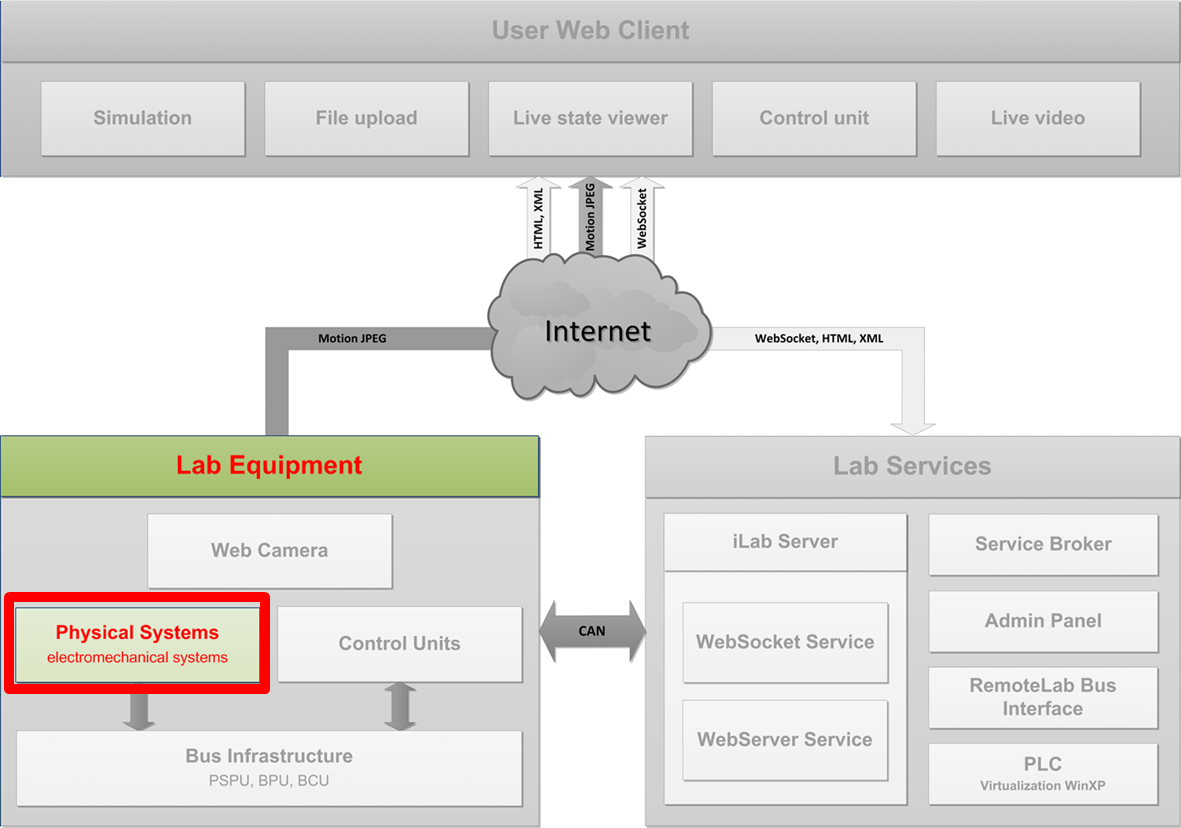 User Web Client
Simulation
File upload
Live state viewer
Control unit
Live video
HTML, XML
Motion JPEG
WebSocket
Internet
Motion JPEG
WebSocket, HTML, XML
Lab Equipment
Web Camera
Physical Systems
electromechanical systems
Control Units
Bus Infrastructure
PSPU, BPU, BCU
CAN
Lab Services
iLab Server
WebSocket Service
WebServer Service
Service Broker
Admin Panel
RemoteLab Bus
Interface
PLC
Virtualization WinXP